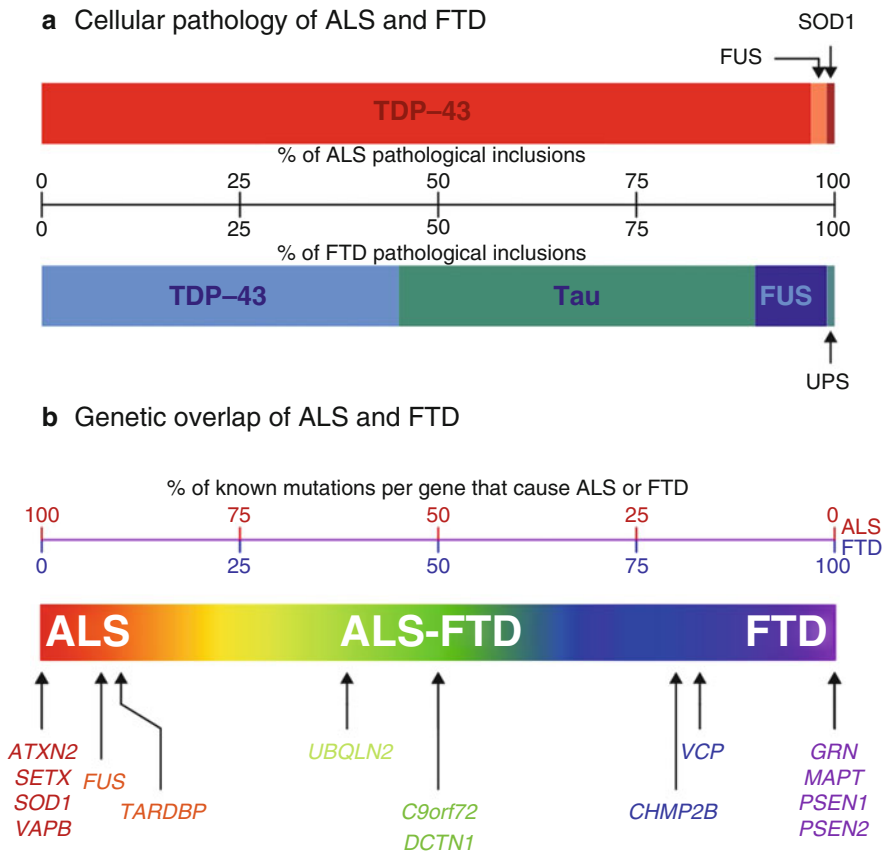 a Cellular pathology of ALS and FTD
SOD1
FUS
TDP–43
% of ALS pathological inclusions
0 25 50 75 100
0 25 50 75 100
% of FTD pathological inclusions
TDP–43 Tau FUS
UPS
b Genetic overlap of ALS and FTD
% of known mutations per gene that cause ALS or FTD
100 75 50 25 0 ALS
0 25 50 75 100 FTD
ALS ALS-FTD FTD
ATXN2
SETX
SOD1
VAPB
FUS
TARDBP
UBQLN2
C9orf72
DCTN1
CHMP2B
VCP
GRN
MAPT
PSEN1
PSEN2